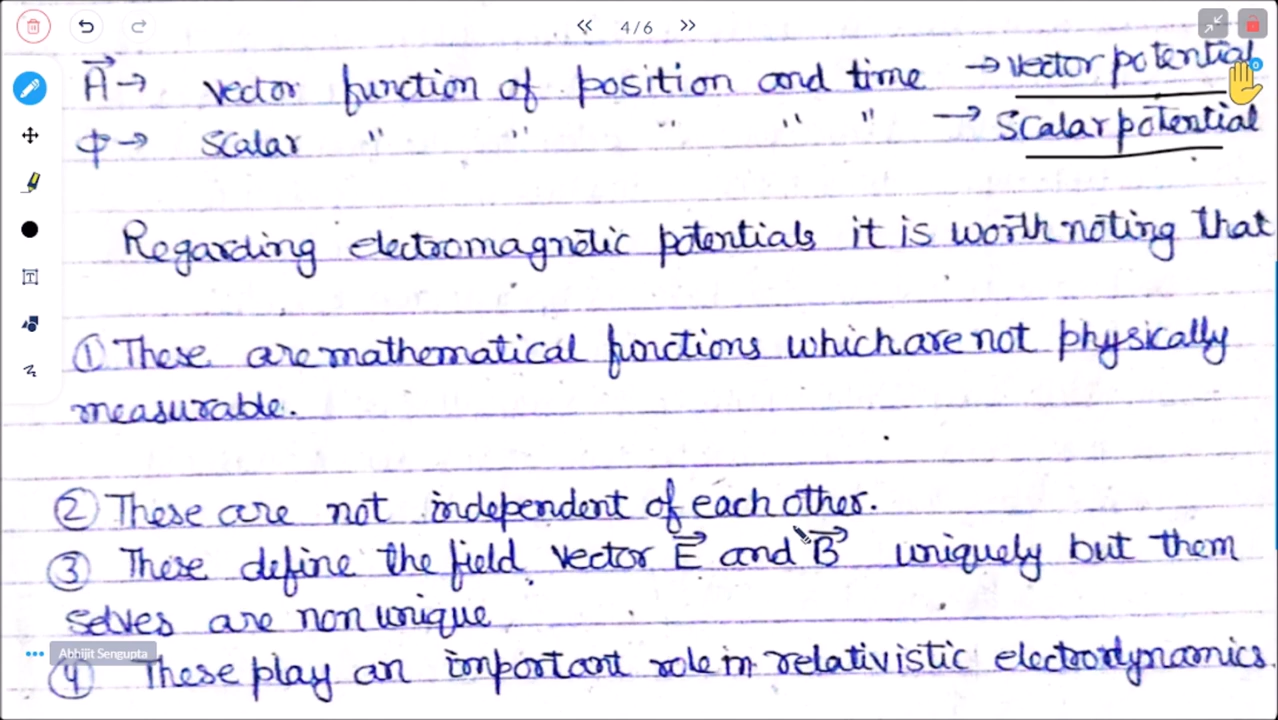 4/6
A→ vector function of position and time → vector potential
φ→ scalar " " " " " → scalar potential
Regarding electromagnetic potentials it is worth noting that
① These are mathematical functions which are not physically
measurable.
② These are not independent of each other.
③ These define the field vector E and B uniquely but them
selves are non unique
Abhijit Sengupta
④ These play an important role in relativistic electrodynamics.